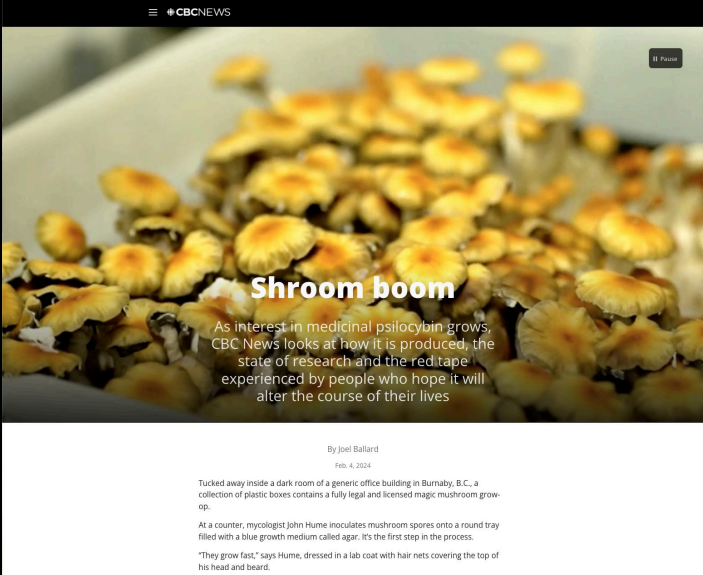 CBCNEWS
Pause
Shroom boom
As interest in medicinal psilocybin grows,
CBC News looks at how it is produced, the
state of research and the red tape
experienced by people who hope it will
alter the course of their lives
By Joel Ballard
Feb. 4, 2024
Tucked away inside a dark room of a generic office building in Burnaby, B.C., a
collection of plastic boxes contains a fully legal and licensed magic mushroom grow-
op.
At a counter, mycologist John Hume inoculates mushroom spores onto a round tray
filled with a blue growth medium called agar. It's the first step in the process.
“They grow fast,” says Hume, dressed in a lab coat with hair nets covering the top of
his head and beard.